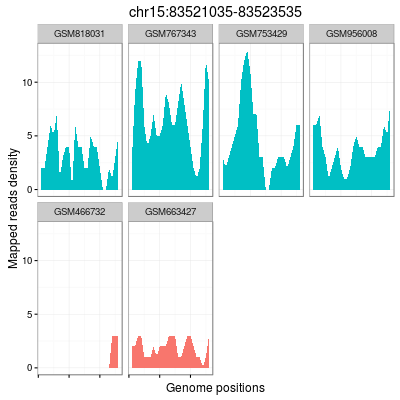 chr15:83521035-83523535
GSM818031 GSM767343 GSM753429 GSM956008
10
5
0
GSM466732 GSM663427
10
5
0
Mapped reads density
Genome positions